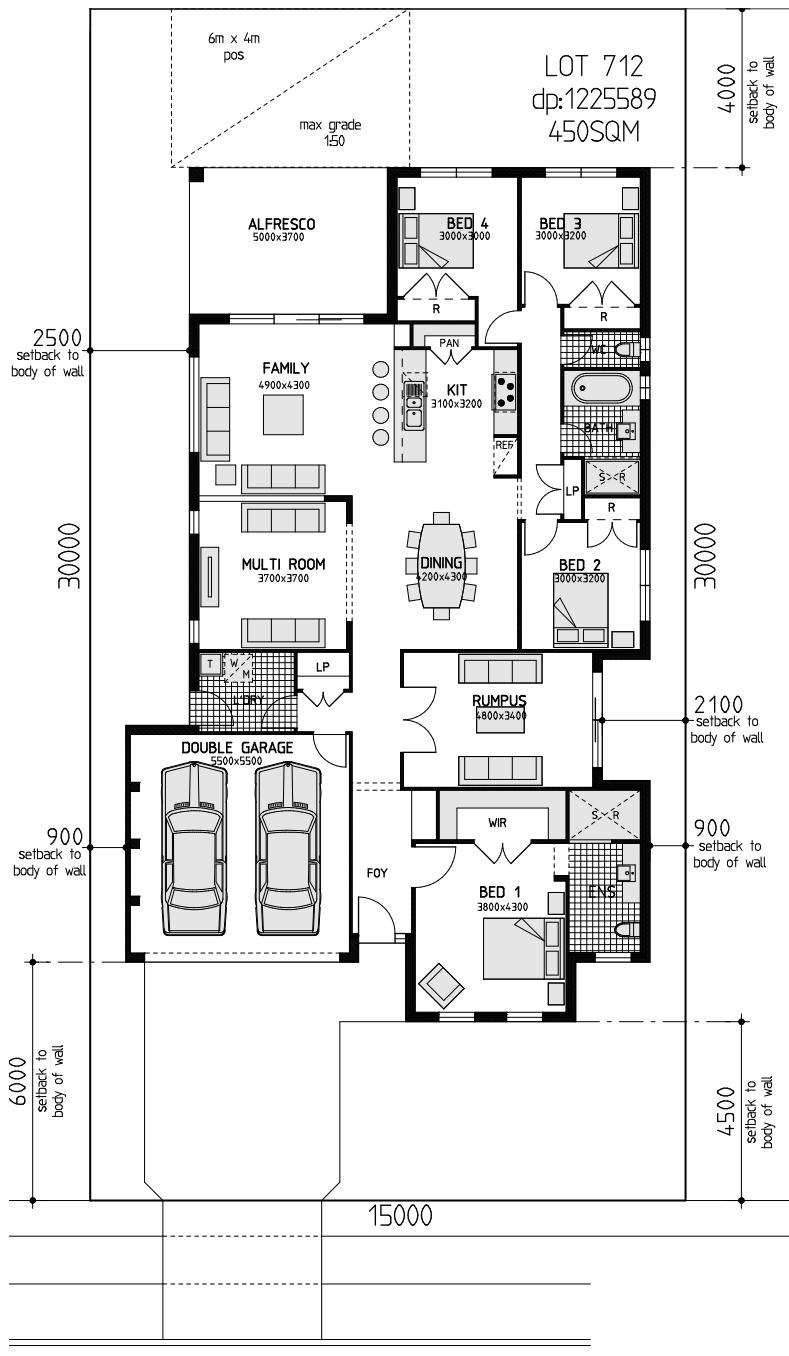 6m x 4m
pos
max grade
1:50
LOT 712
dp:1225589
450SQM
4000
setback to
body of wall
ALFRESCO
5000x3700
BED 4
3000x3000
BED 3
3000x3200
R
R
2500
setback to
body of wall
PAN
WC
FAMILY
4900x4300
KIT
3100x3200
BATH
REF
S R
LP
R
30000
30000
MULTI ROOM
3700x3700
DINING
4200x4300
BED 2
3000x3200
T
W
M
L'DRY
LP
RUMPUS
4800x3400
2100
setback to
body of wall
DOUBLE GARAGE
5500x5500
WIR
S R
900
setback to
body of wall
900
setback to
body of wall
FOY
BED 1
3800x4300
ENS
6000
setback to
body of wall
4500
setback to
body of wall
15000